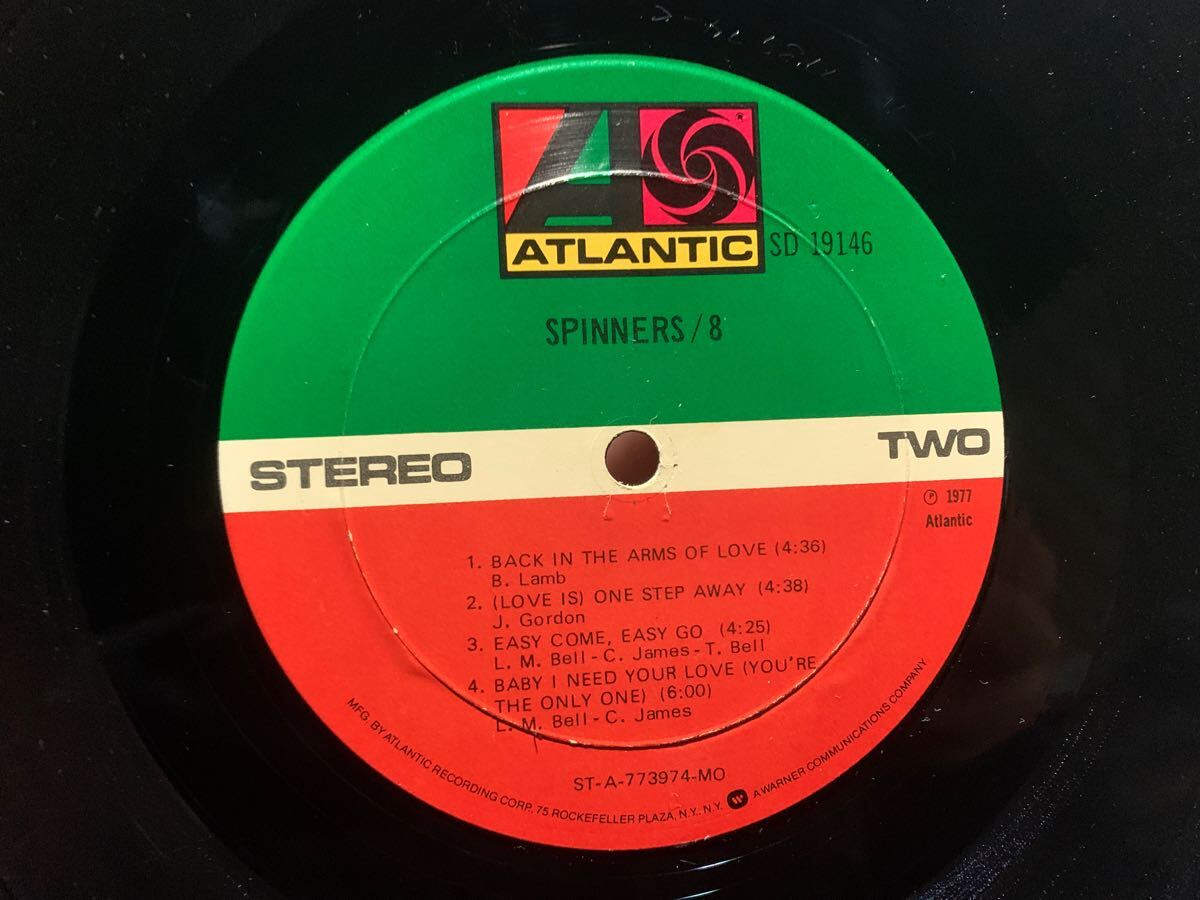 ATLANTIC
®
SD 19146
SPINNERS/8
STEREO
TWO
℗ 1977
Atlantic
1. BACK IN THE ARMS OF LOVE (4:36)
B. Lamb
2. (LOVE IS) ONE STEP AWAY (4:38)
J. Gordon
3. EASY COME, EASY GO (4:25)
L. M. Bell - C. James - T. Bell
4. BABY I NEED YOUR LOVE (YOU'RE
THE ONLY ONE) (6:00)
L. M. Bell - C. James
ST-A-773974-MO
MFG. BY ATLANTIC RECORDING CORP. 75 ROCKEFELLER PLAZA, N.Y. N.Y. A WARNER COMMUNICATIONS COMPANY